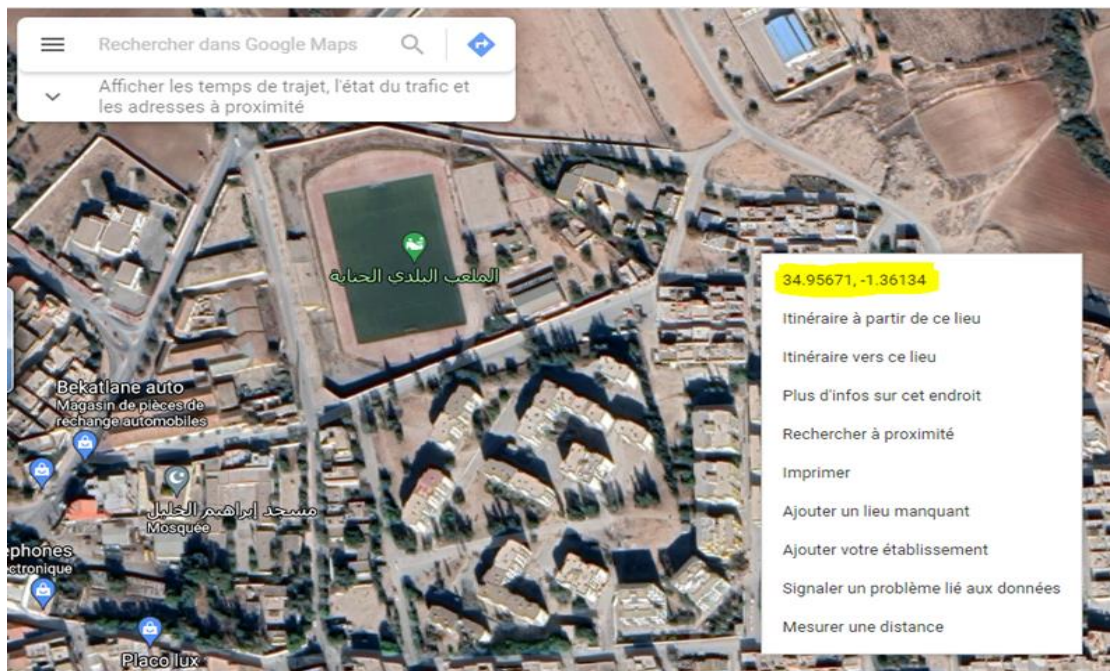 Rechercher dans Google Maps
Afficher les temps de trajet, l'état du trafic et
les adresses à proximité
الملعب البلدي الحناية
34.95671, -1.36134
Itinéraire à partir de ce lieu
Itinéraire vers ce lieu
Plus d'infos sur cet endroit
Rechercher à proximité
Imprimer
Ajouter un lieu manquant
Ajouter votre établissement
Signaler un problème lié aux données
Mesurer une distance
Bekatlane auto
Magasin de pièces de
rechange automobiles
مسجد إبراهيم الخليل
Mosquée
ephones
ctronique
Placo lux